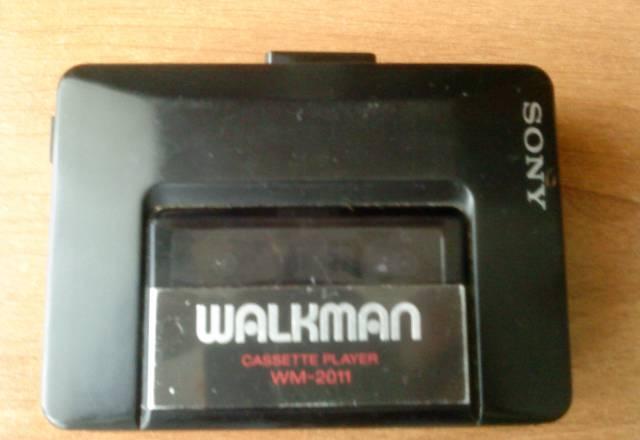 SONY
WALKMAN
CASSETTE PLAYER
WM-2011